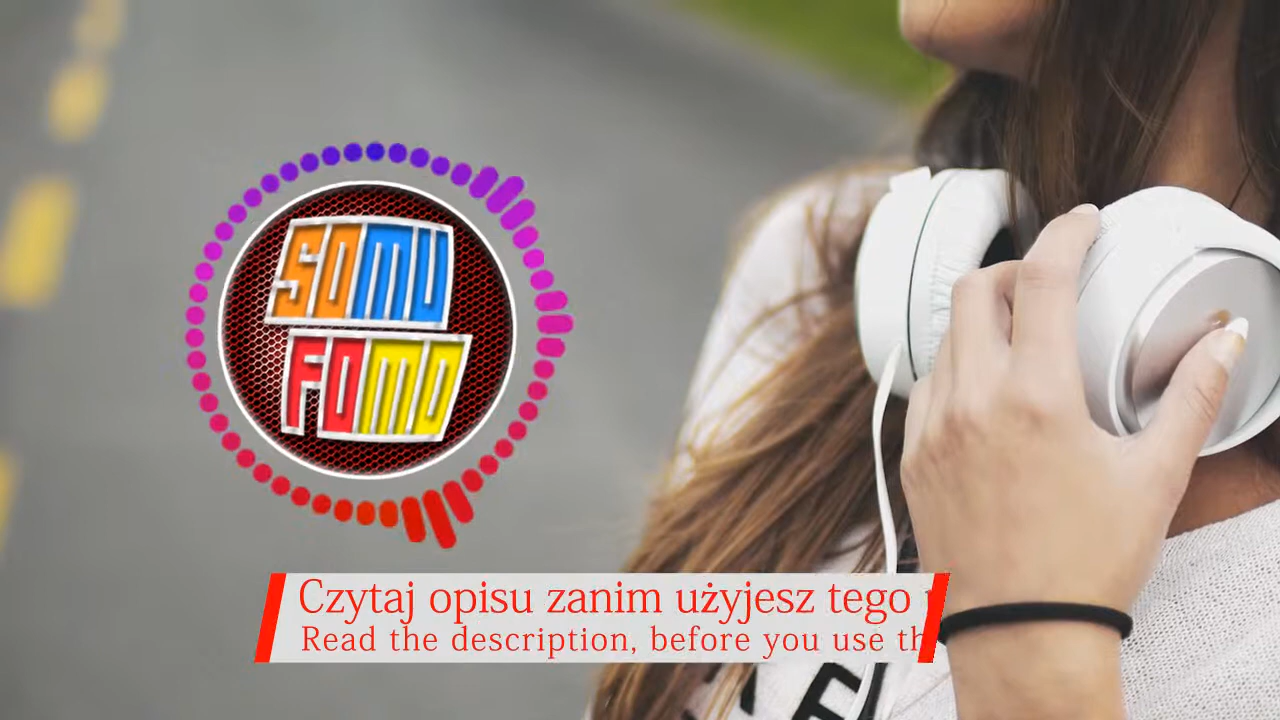 SOMU
FOMO
Czytaj opisu zanim użyjesz tego
Read the description, before you use